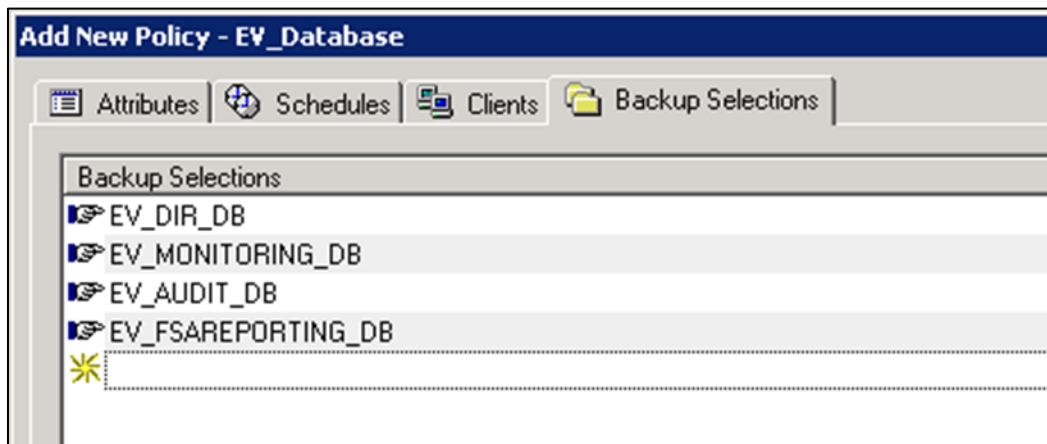 Add New Policy - EV_Database
Attributes Schedules Clients Backup Selections
Backup Selections
EV_DIR_DB
EV_MONITORING_DB
EV_AUDIT_DB
EV_FSAREPORTING_DB